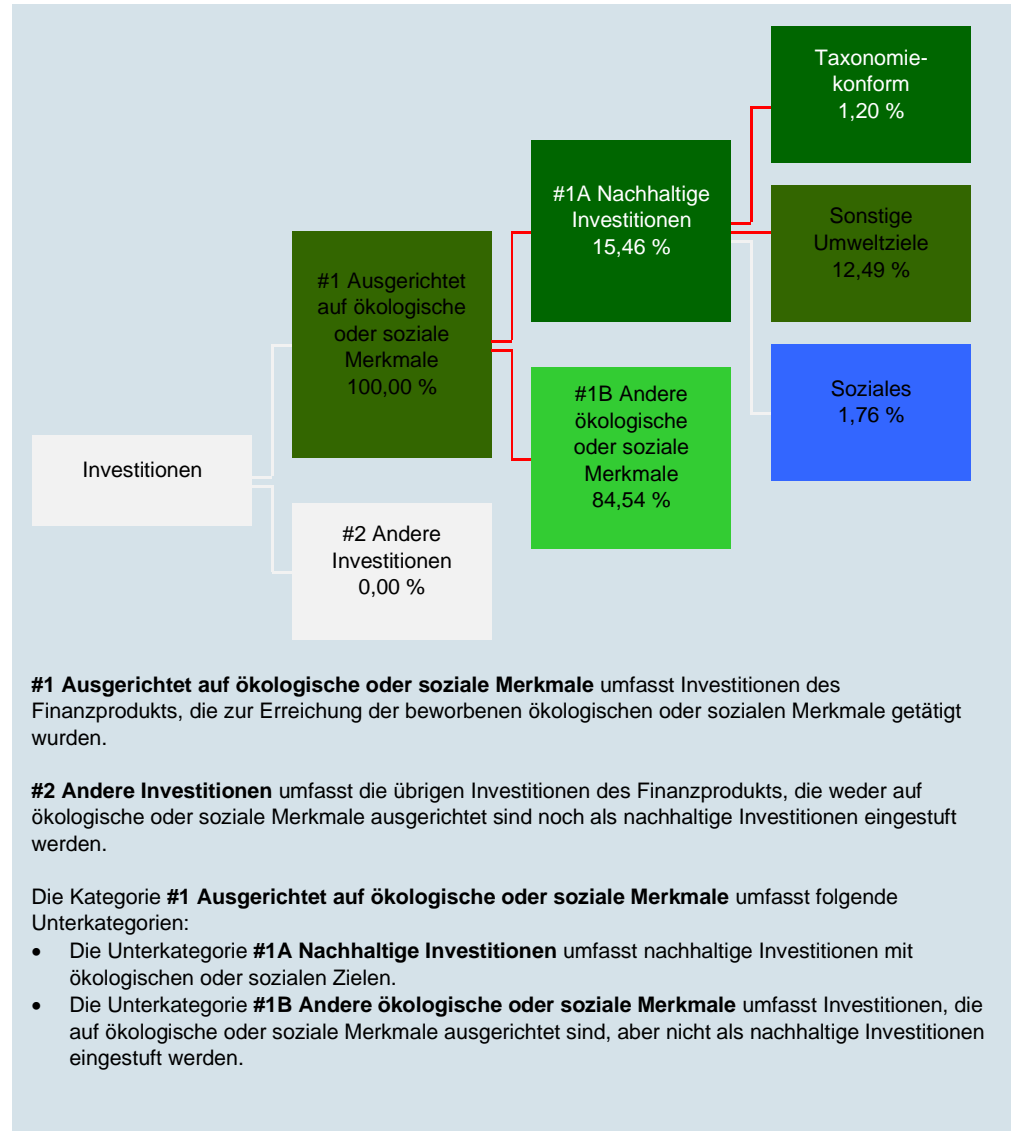 Taxonomie-
konform
1,20 %
#1A Nachhaltige
Investitionen
15,46 %
Sonstige
Umweltziele
12,49 %
#1 Ausgerichtet
auf ökologische
oder soziale
Merkmale
100,00 %
#1B Andere
ökologische
oder soziale
Merkmale
84,54 %
Soziales
1,76 %
Investitionen
#2 Andere
Investitionen
0,00 %
#1 Ausgerichtet auf ökologische oder soziale Merkmale umfasst Investitionen des
Finanzprodukts, die zur Erreichung der beworbenen ökologischen oder sozialen Merkmale getätigt
wurden.
#2 Andere Investitionen umfasst die übrigen Investitionen des Finanzprodukts, die weder auf
ökologische oder soziale Merkmale ausgerichtet sind noch als nachhaltige Investitionen eingestuft
werden.
Die Kategorie #1 Ausgerichtet auf ökologische oder soziale Merkmale umfasst folgende
Unterkategorien:
• Die Unterkategorie #1A Nachhaltige Investitionen umfasst nachhaltige Investitionen mit
ökologischen oder sozialen Zielen.
• Die Unterkategorie #1B Andere ökologische oder soziale Merkmale umfasst Investitionen, die
auf ökologische oder soziale Merkmale ausgerichtet sind, aber nicht als nachhaltige Investitionen
eingestuft werden.